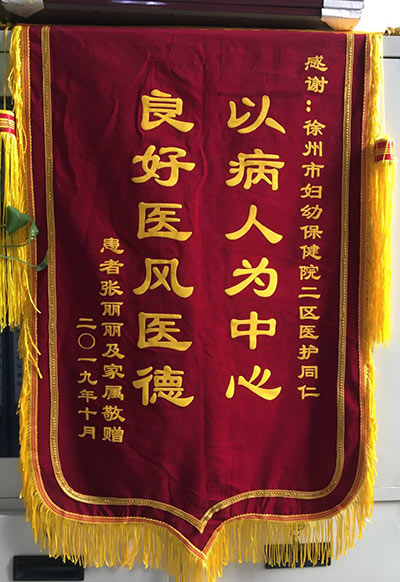 感谢：徐州市妇幼保健院二区医护同仁
以病人为中心
良好医风医德
患者张丽丽及家属敬赠
二〇一九年十月